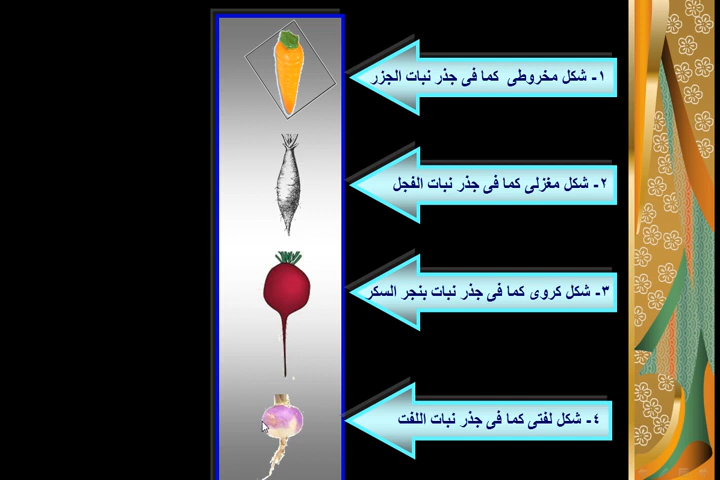 ١- شكل مخروطى كما فى جذر نبات الجزر
٢- شكل مغزلى كما فى جذر نبات الفجل
٣- شكل كروى كما فى جذر نبات بنجر السكر
٤- شكل لفتى كما فى جذر نبات اللفت